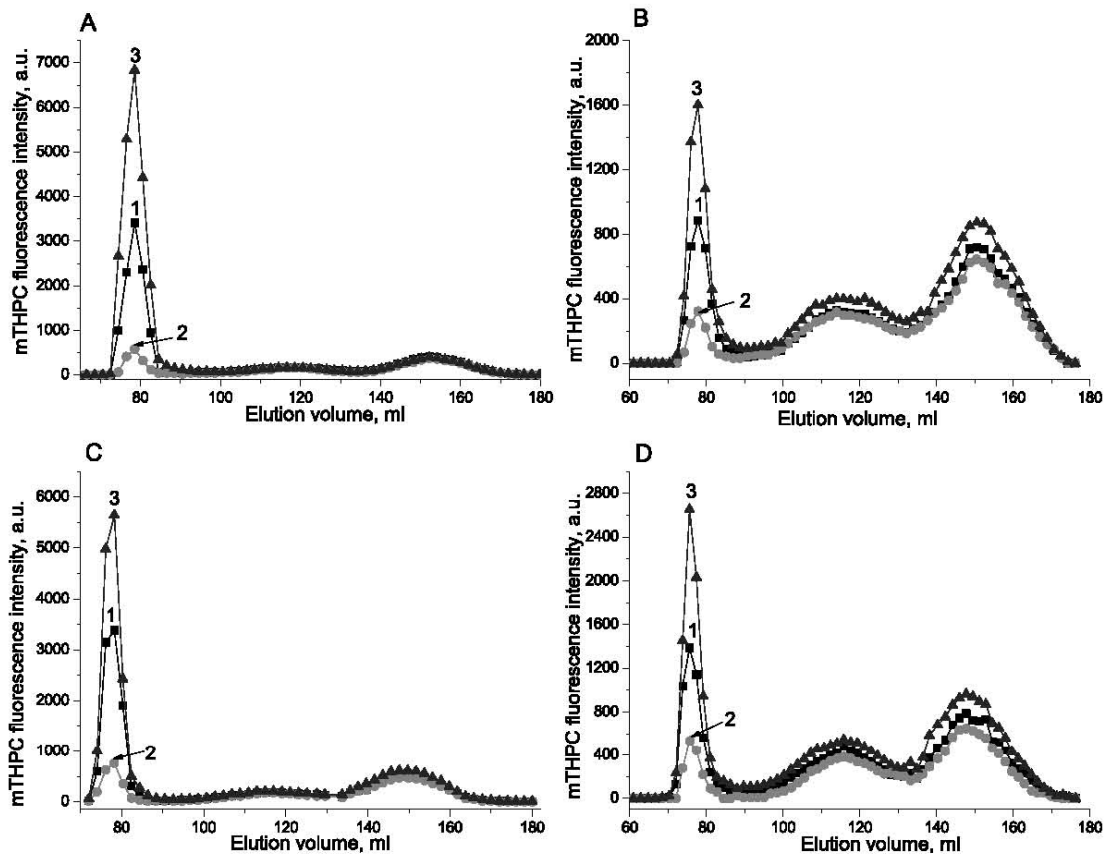 A
mTHPC fluorescence intensity, a.u.
7000
6000
5000
4000
3000
2000
1000
0
3
1
2
80 100 120 140 160 180
Elution volume, ml
B
mTHPC fluorescence intensity, a.u.
2000
1600
1200
800
400
0
3
1
2
60 80 100 120 140 160 180
Elution volume, ml
C
mTHPC fluorescence intensity, a.u.
6000
5000
4000
3000
2000
1000
0
3
1
2
80 100 120 140 160 180
Elution volume, ml
D
mTHPC fluorescence intensity, a.u.
2800
2400
2000
1600
1200
800
400
0
3
1
2
60 80 100 120 140 160 180
Elution volume, ml